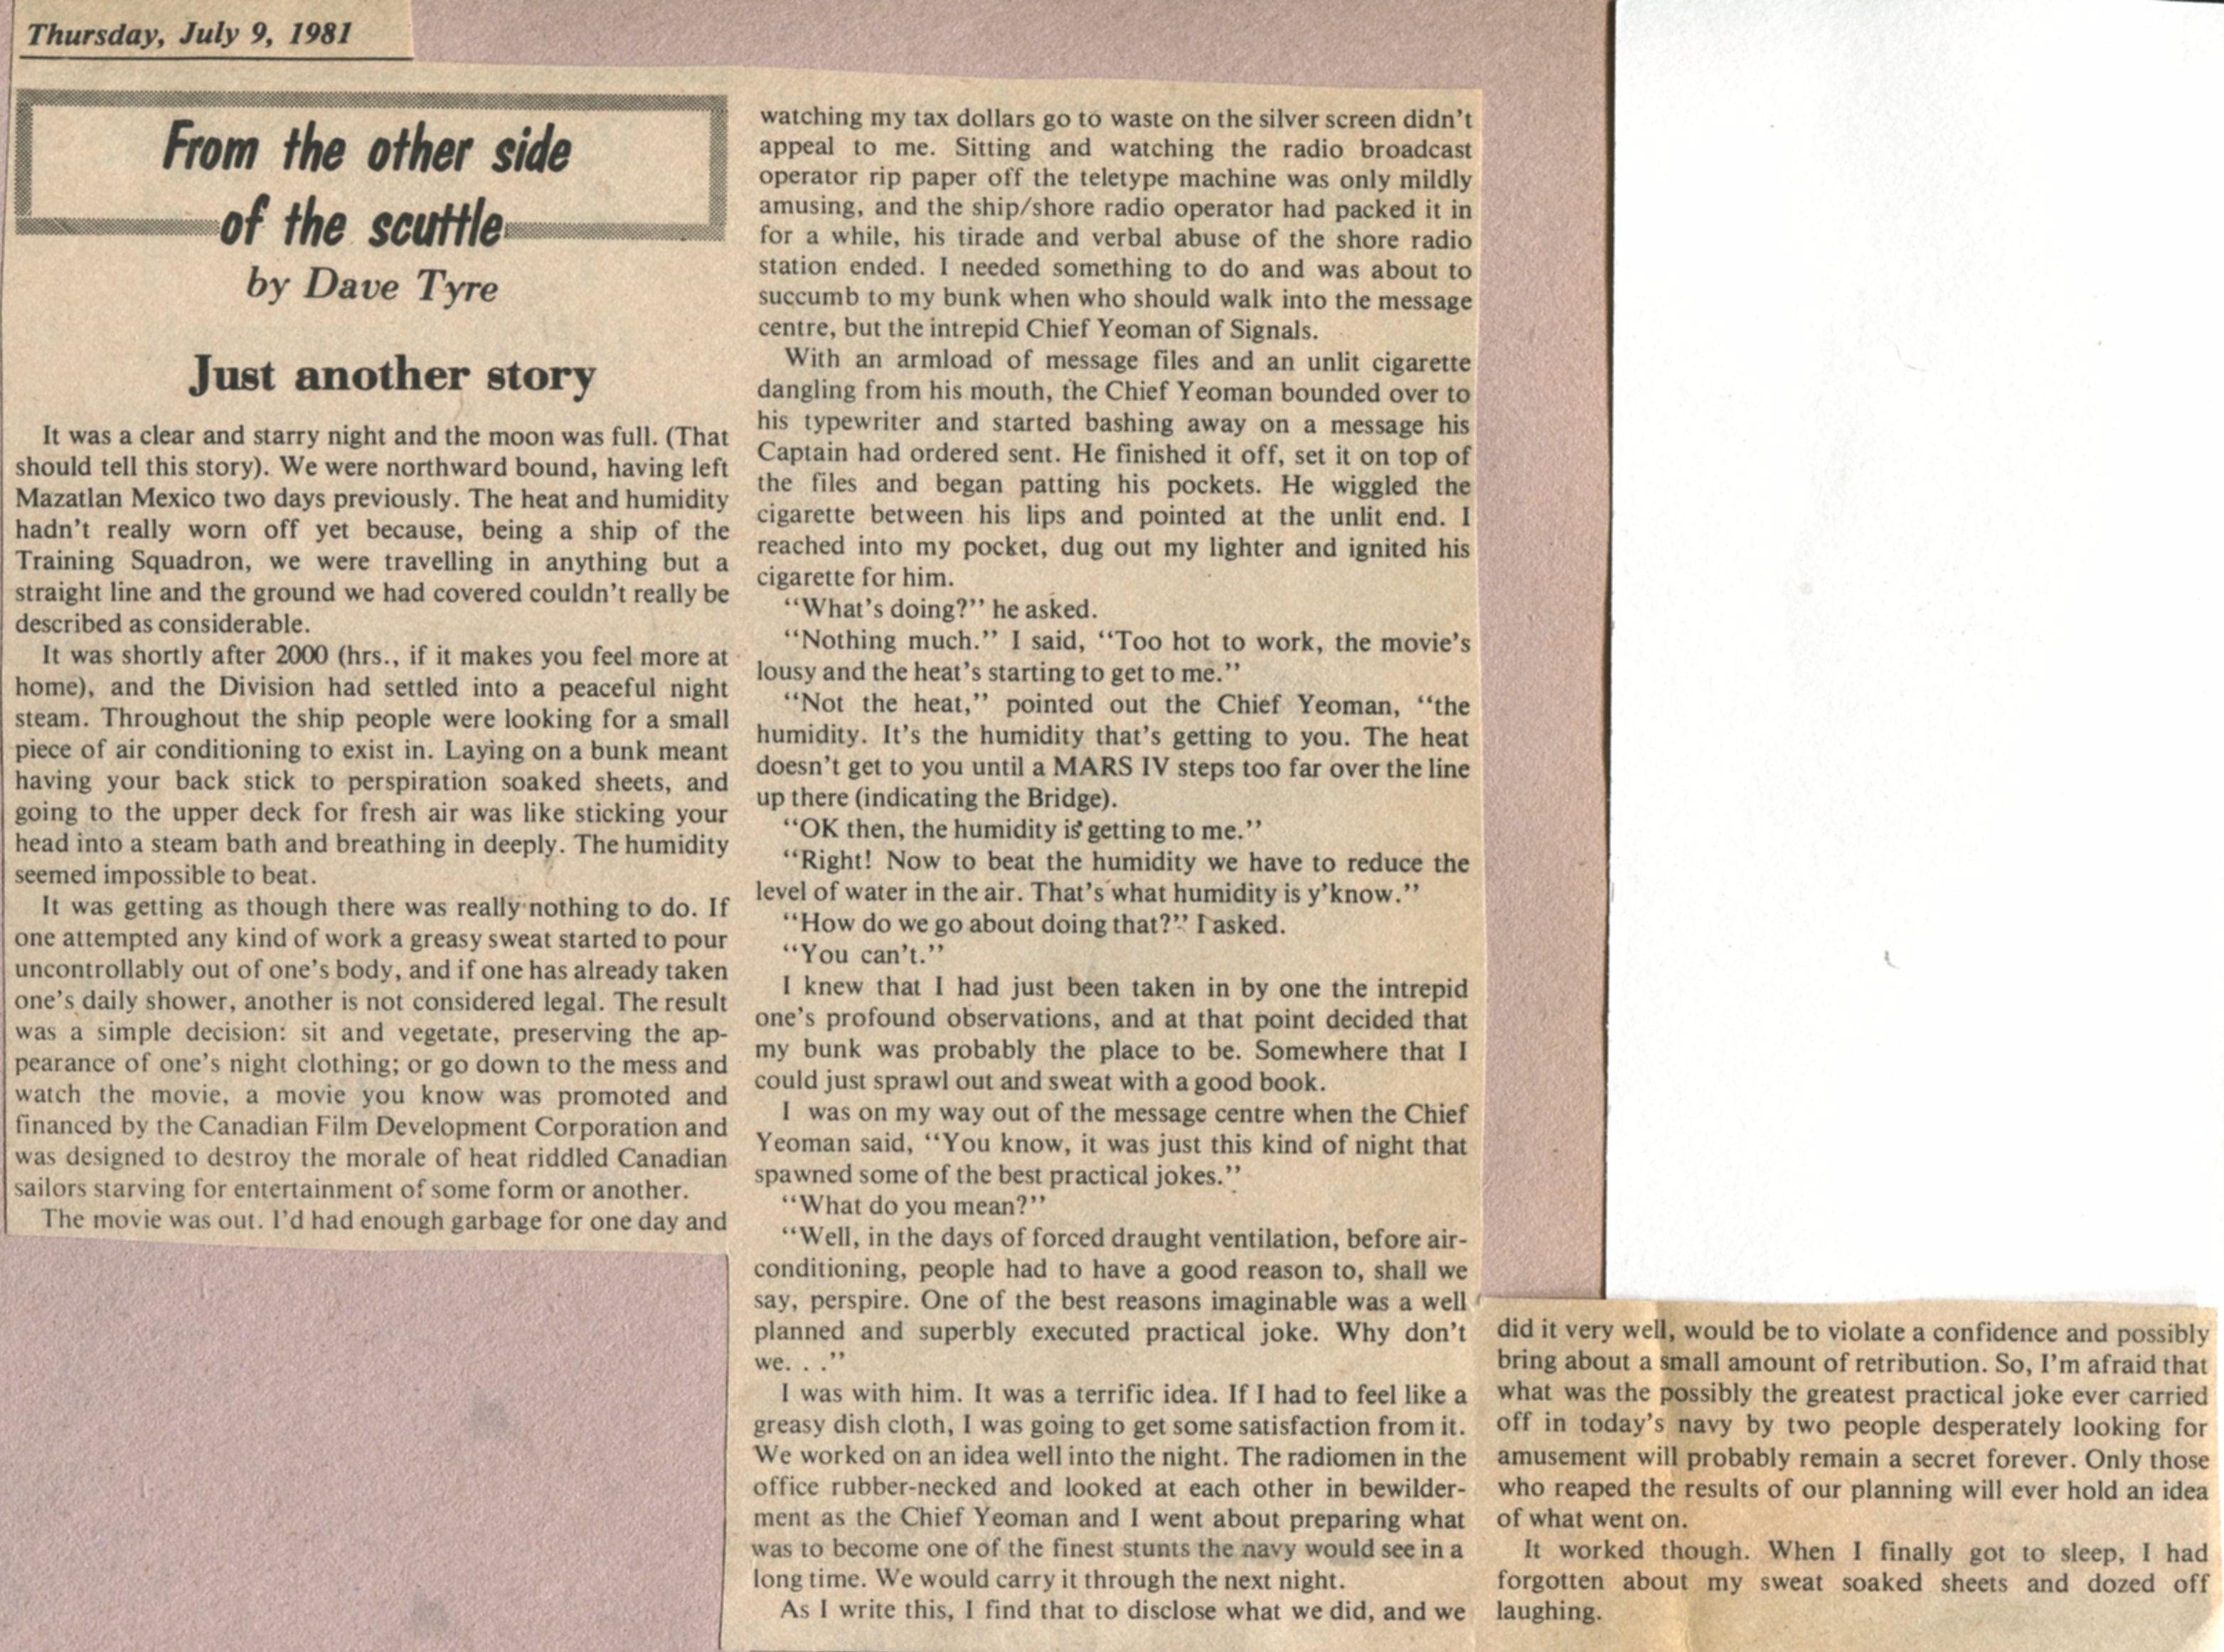 Thursday, July 9, 1981
From the other side
of the scuttle
by Dave Tyre
Just another story
It was a clear and starry night and the moon was full. (That
should tell this story). We were northward bound, having left
Mazatlan Mexico two days previously. The heat and humidity
hadn't really worn off yet because, being a ship of the
Training Squadron, we were travelling in anything but a
straight line and the ground we had covered couldn't really be
described as considerable.
It was shortly after 2000 (hrs., if it makes you feel more at
home), and the Division had settled into a peaceful night
steam. Throughout the ship people were looking for a small
piece of air conditioning to exist in. Laying on a bunk meant
having your back stick to perspiration soaked sheets, and
going to the upper deck for fresh air was like sticking your
head into a steam bath and breathing in deeply. The humidity
seemed impossible to beat.
It was getting as though there was really nothing to do. If
one attempted any kind of work a greasy sweat started to pour
uncontrollably out of one's body, and if one has already taken
one's daily shower, another is not considered legal. The result
was a simple decision: sit and vegetate, preserving the ap-
pearance of one's night clothing; or go down to the mess and
watch the movie, a movie you know was promoted and
financed by the Canadian Film Development Corporation and
was designed to destroy the morale of heat riddled Canadian
sailors starving for entertainment of some form or another.
The movie was out. I'd had enough garbage for one day and
watching my tax dollars go to waste on the silver screen didn't
appeal to me. Sitting and watching the radio broadcast
operator rip paper off the teletype machine was only mildly
amusing, and the ship/shore radio operator had packed it in
for a while, his tirade and verbal abuse of the shore radio
station ended. I needed something to do and was about to
succumb to my bunk when who should walk into the message
centre, but the intrepid Chief Yeoman of Signals.
With an armload of message files and an unlit cigarette
dangling from his mouth, the Chief Yeoman bounded over to
his typewriter and started bashing away on a message his
Captain had ordered sent. He finished it off, set it on top of
the files and began patting his pockets. He wiggled the
cigarette between his lips and pointed at the unlit end. I
reached into my pocket, dug out my lighter and ignited his
cigarette for him.
"What's doing?" he asked.
"Nothing much." I said, "Too hot to work, the movie's
lousy and the heat's starting to get to me."
"Not the heat," pointed out the Chief Yeoman, "the
humidity. It's the humidity that's getting to you. The heat
doesn't get to you until a MARS IV steps too far over the line
up there (indicating the Bridge).
"OK then, the humidity is getting to me."
"Right! Now to beat the humidity we have to reduce the
level of water in the air. That's what humidity is y'know."
"How do we go about doing that?" I asked.
"You can't."
I knew that I had just been taken in by one the intrepid
one's profound observations, and at that point decided that
my bunk was probably the place to be. Somewhere that I
could just sprawl out and sweat with a good book.
I was on my way out of the message centre when the Chief
Yeoman said, "You know, it was just this kind of night that
spawned some of the best practical jokes."
"What do you mean?"
"Well, in the days of forced draught ventilation, before air-
conditioning, people had to have a good reason to, shall we
say, perspire. One of the best reasons imaginable was a well
planned and superbly executed practical joke. Why don't
we. . ."
I was with him. It was a terrific idea. If I had to feel like a
greasy dish cloth, I was going to get some satisfaction from it.
We worked on an idea well into the night. The radiomen in the
office rubber-necked and looked at each other in bewilder-
ment as the Chief Yeoman and I went about preparing what
was to become one of the finest stunts the navy would see in a
long time. We would carry it through the next night.
As I write this, I find that to disclose what we did, and we
did it very well, would be to violate a confidence and possibly
bring about a small amount of retribution. So, I'm afraid that
what was the possibly the greatest practical joke ever carried
off in today's navy by two people desperately looking for
amusement will probably remain a secret forever. Only those
who reaped the results of our planning will ever hold an idea
of what went on.
It worked though. When I finally got to sleep, I had
forgotten about my sweat soaked sheets and dozed off
laughing.